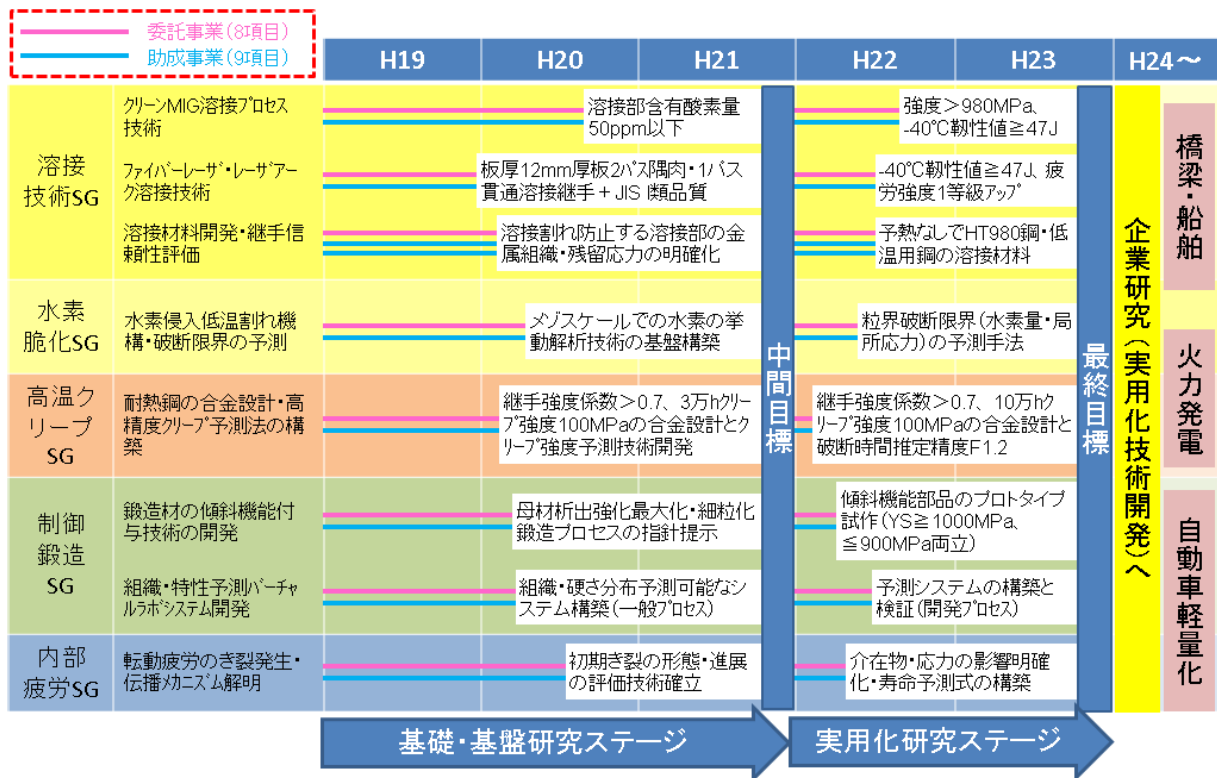 委託事業(8項目)
助成事業(9項目)
H19
H20
H21
H22
H23
H24～
溶接
技術SG
クリーンMIG溶接プロセス
技術
溶接部含有酸素量
50ppm以下
強度＞980MPa、
-40℃靱性値≧47J
ファイバーレーザ・レーザアー
ク溶接技術
板厚12mm厚板2パス隅肉・1パス
貫通溶接継手＋JIS Ⅰ類品質
-40℃靱性値≧47J、疲
労強度1等級アップ
溶接材料開発・継手信
頼性評価
溶接割れ防止する溶接部の金
属組織・残留応力の明確化
予熱なしでHT980鋼・低
温用鋼の溶接材料
水素
脆化SG
水素侵入低温割れ機
構・破断限界の予測
メゾスケールでの水素の挙
動解析技術の基盤構築
粒界破断限界（水素量・局
所応力）の予測手法
高温ク
リープ
SG
耐熱鋼の合金設計・高
精度クリープ予測法の構
築
継手強度係数＞0.7、3万hクリー
プ強度100MPaの合金設計とク
リープ強度予測技術開発
継手強度係数＞0.7、10万hク
リープ強度100MPaの合金設計と
破断時間推定精度F1.2
制御
鍛造
SG
鍛造材の傾斜機能付
与技術の開発
母材析出強化最大化・細粒化
鍛造プロセスの指針提示
傾斜機能部品のプロトタイプ
試作（YS≧1000MPa、
≦900MPa両立）
組織・特性予測バーチャ
ルラボシステム開発
組織・硬さ分布予測可能なシ
ステム構築（一般プロセス）
予測システムの構築と
検証（開発プロセス）
内部
疲労SG
転動疲労のき裂発生・
伝播メカニズム解明
初期き裂の形態・進展
の評価技術確立
介在物・応力の影響明確
化・寿命予測式の構築
中間目標
最終目標
企業研究（実用化技術開発）へ
橋梁・船舶
火力発電
自動車軽量化
基礎・基盤研究ステージ
実用化研究ステージ